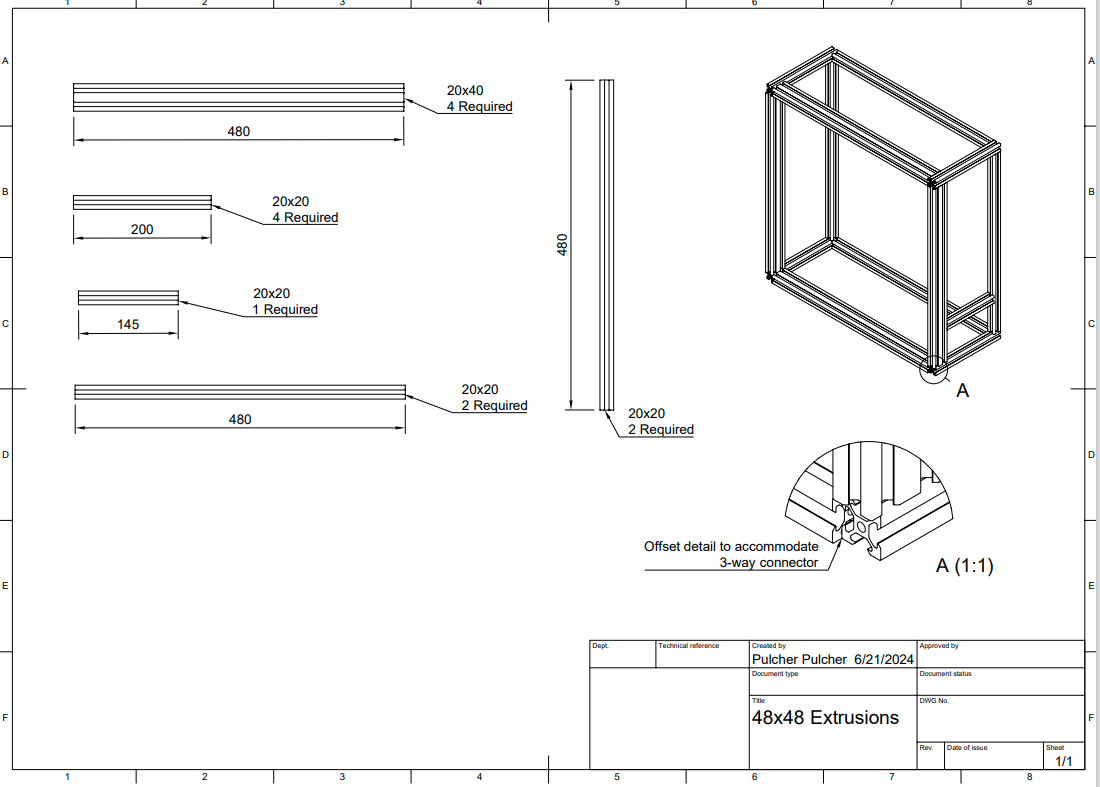 1 2 3 4 5 6 7 8
A A
20x40
4 Required
480
B B
20x20
4 Required
200
480
20x20
1 Required
C C
145
A
20x20
2 Required
480
20x20
2 Required
D D
Offset detail to accommodate
3-way connector
A (1:1)
E E
Dept. Technical reference Created by Approved by
Pulcher Pulcher 6/21/2024
Document type Document status
Title DWG No.
48x48 Extrusions
F F
Rev. Date of issue Sheet
1/1
1 2 3 4 5 6 7 8